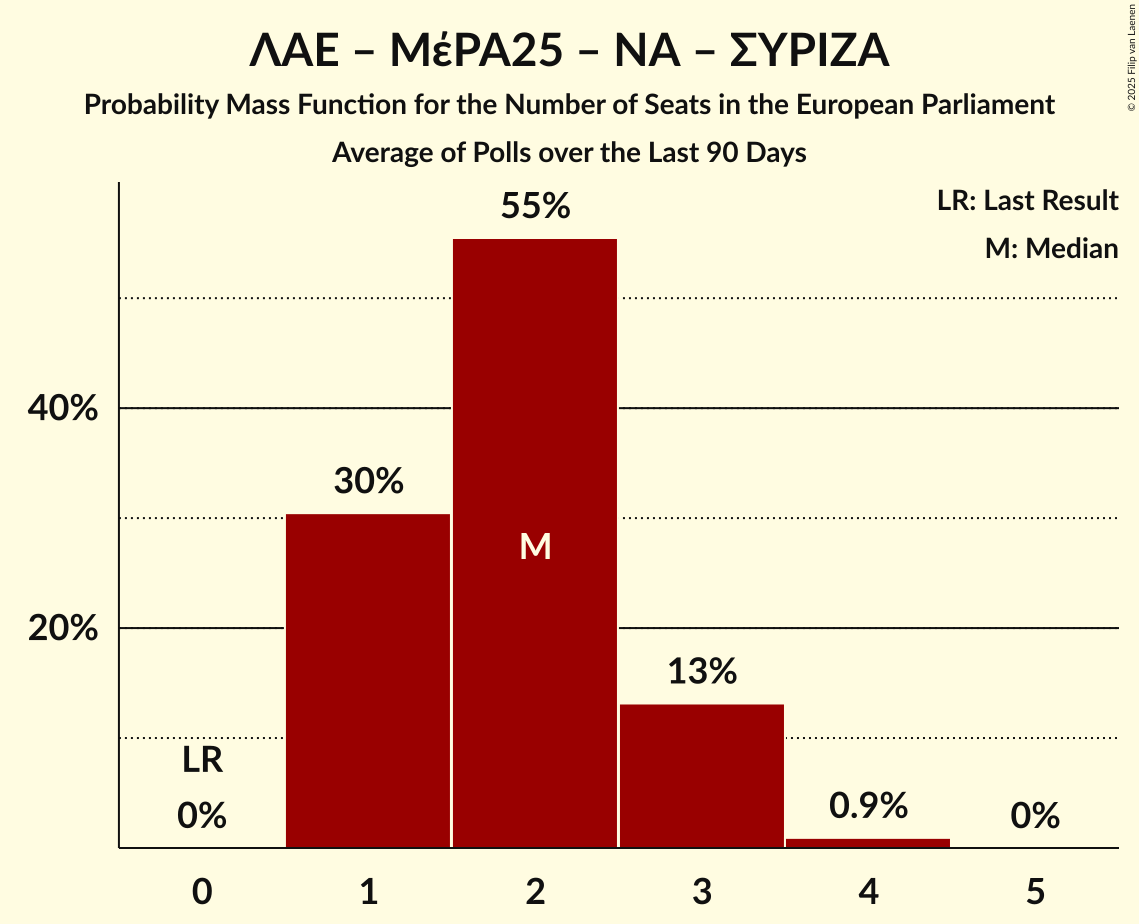 ΛΑΕ – ΜέΡΑ25 – ΝΑ – ΣΥΡΙΖΑ
Probability Mass Function for the Number of Seats in the European Parliament
Average of Polls over the Last 90 Days
© 2025 Filip van Laenen
LR: Last Result
M: Median
55%
40%
30%
M
20%
13%
LR
0%
0.9%
0%
0 1 2 3 4 5